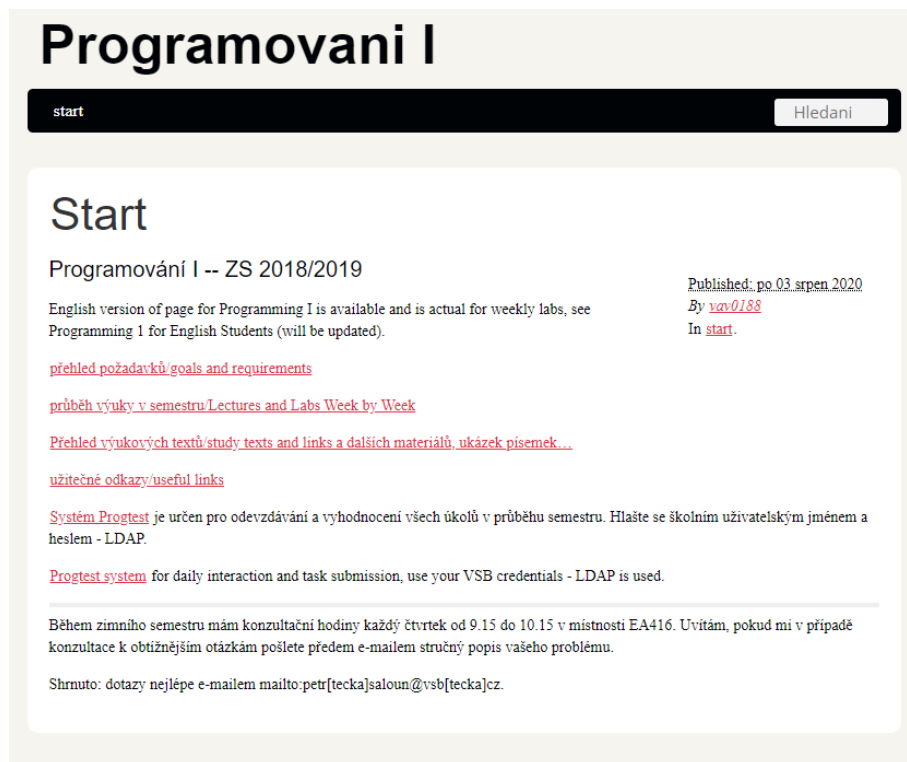 Programovani I
start
Hledani
Start
Programování I -- ZS 2018/2019
Published: po 03 srpen 2020
By vav0188
In start.
English version of page for Programming I is available and is actual for weekly labs, see
Programming 1 for English Students (will be updated).
přehled požadavků/goals and requirements
průběh výuky v semestru/Lectures and Labs Week by Week
Přehled výukových textů/study texts and links a dalších materiálů, ukázek písemek…
užitečné odkazy/useful links
Systém Progtest je určen pro odevzdávání a vyhodnocení všech úkolů v průběhu semestru. Hlašte se školním uživatelským jménem a
heslem - LDAP.
Progtest system for daily interaction and task submission, use your VSB credentials - LDAP is used.
Během zimního semestru mám konzultační hodiny každý čtvrtek od 9.15 do 10.15 v místnosti EA416. Uvítám, pokud mi v případě
konzultace k obtížnějším otázkám pošlete předem e-mailem stručný popis vašeho problému.
Shrnuto: dotazy nejlépe e-mailem mailto:petr[tecka]saloun@vsb[tecka]cz.